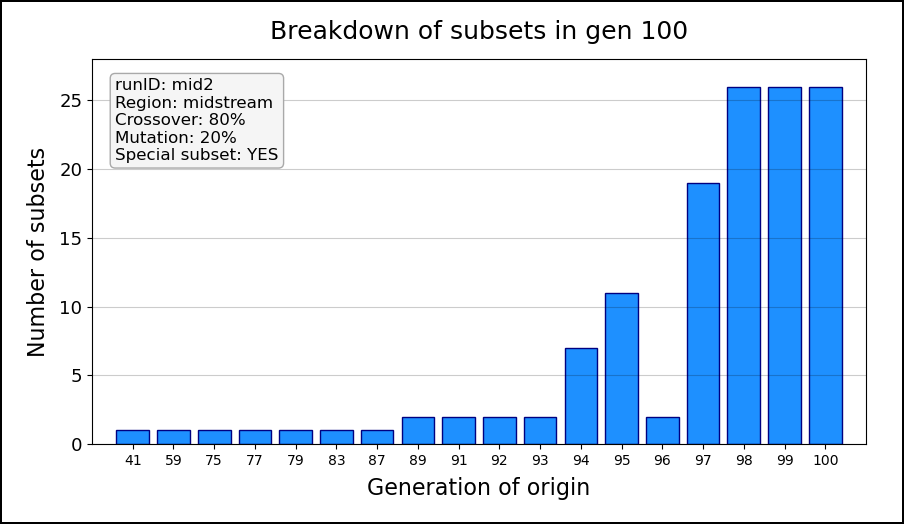 Breakdown of subsets in gen 100
runID: mid2
Region: midstream
Crossover: 80%
Mutation: 20%
Special subset: YES
Number of subsets
25
20
15
10
5
0
41 59 75 77 79 83 87 89 91 92 93 94 95 96 97 98 99 100
Generation of origin